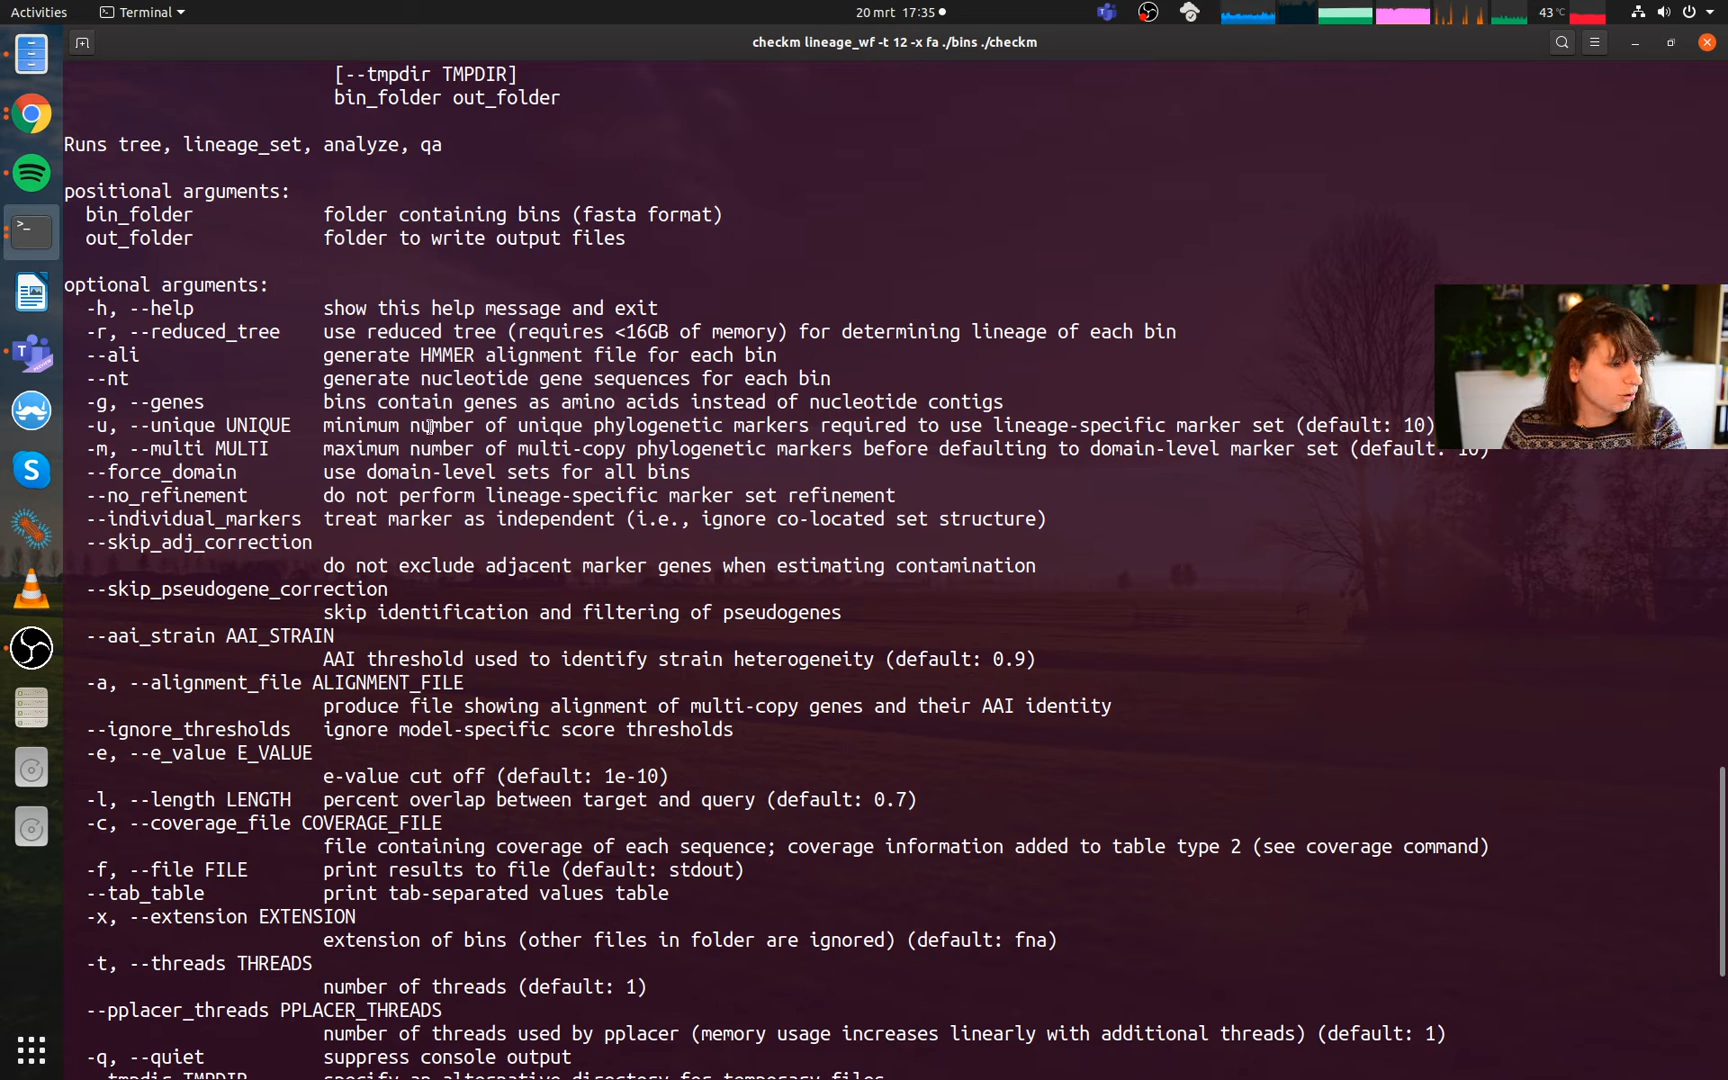 Activities
Terminal
20 mrt 17:35
43 °C
checkm lineage_wf -t 12 -x fa ./bins ./checkm
[--tmpdir TMPDIR]
bin_folder out_folder
Runs tree, lineage_set, analyze, qa
positional arguments:
bin_folder folder containing bins (fasta format)
out_folder folder to write output files
optional arguments:
-h, --help show this help message and exit
-r, --reduced_tree use reduced tree (requires <16GB of memory) for determining lineage of each bin
--ali generate HMMER alignment file for each bin
--nt generate nucleotide gene sequences for each bin
-g, --genes bins contain genes as amino acids instead of nucleotide contigs
-u, --unique UNIQUE minimum number of unique phylogenetic markers required to use lineage-specific marker set (default: 10)
-m, --multi MULTI maximum number of multi-copy phylogenetic markers before defaulting to domain-level marker set (default: 10)
--force_domain use domain-level sets for all bins
--no_refinement do not perform lineage-specific marker set refinement
--individual_markers treat marker as independent (i.e., ignore co-located set structure)
--skip_adj_correction
do not exclude adjacent marker genes when estimating contamination
--skip_pseudogene_correction
skip identification and filtering of pseudogenes
--aai_strain AAI_STRAIN
AAI threshold used to identify strain heterogeneity (default: 0.9)
-a, --alignment_file ALIGNMENT_FILE
produce file showing alignment of multi-copy genes and their AAI identity
--ignore_thresholds ignore model-specific score thresholds
-e, --e_value E_VALUE
e-value cut off (default: 1e-10)
-l, --length LENGTH percent overlap between target and query (default: 0.7)
-c, --coverage_file COVERAGE_FILE
file containing coverage of each sequence; coverage information added to table type 2 (see coverage command)
-f, --file FILE print results to file (default: stdout)
--tab_table print tab-separated values table
-x, --extension EXTENSION
extension of bins (other files in folder are ignored) (default: fna)
-t, --threads THREADS
number of threads (default: 1)
--pplacer_threads PPLACER_THREADS
number of threads used by pplacer (memory usage increases linearly with additional threads) (default: 1)
-q, --quiet suppress console output
--tmpdir TMPDIR specify an alternative directory for temporary files